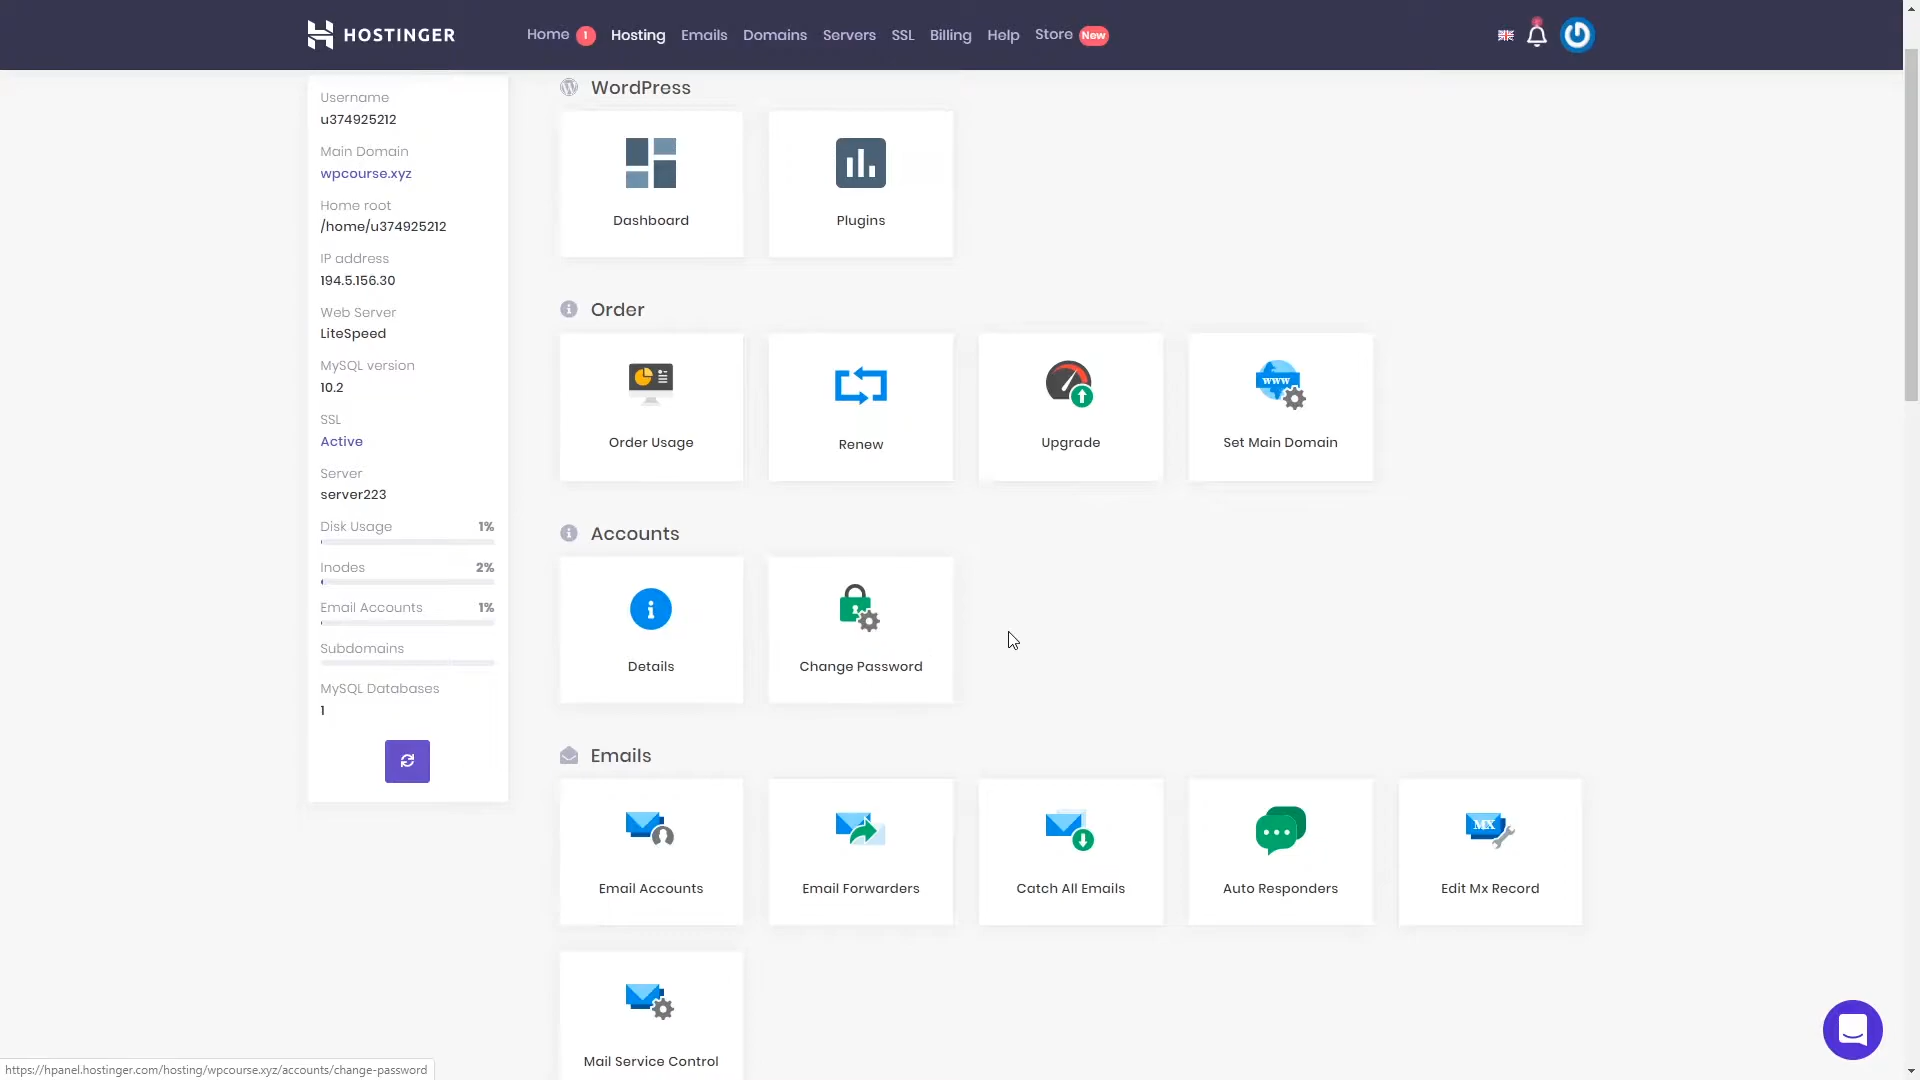 HOSTINGER
Home 1 Hosting Emails Domains Servers SSL Billing Help Store New
Username
u374925212
Main Domain
wpcourse.xyz
Home root
/home/u374925212
IP address
194.5.156.30
Web Server
LiteSpeed
MySQL version
10.2
SSL
Active
Server
server223
Disk Usage 1%
Inodes 2%
Email Accounts 1%
Subdomains
MySQL Databases
1
WordPress
Dashboard
Plugins
Order
Order Usage
Renew
www
Upgrade
Set Main Domain
Accounts
Details
Change Password
Emails
MX
Email Accounts
Email Forwarders
Catch All Emails
Auto Responders
Edit Mx Record
Mail Service Control
https://hpanel.hostinger.com/hosting/wpcourse.xyz/accounts/change-password